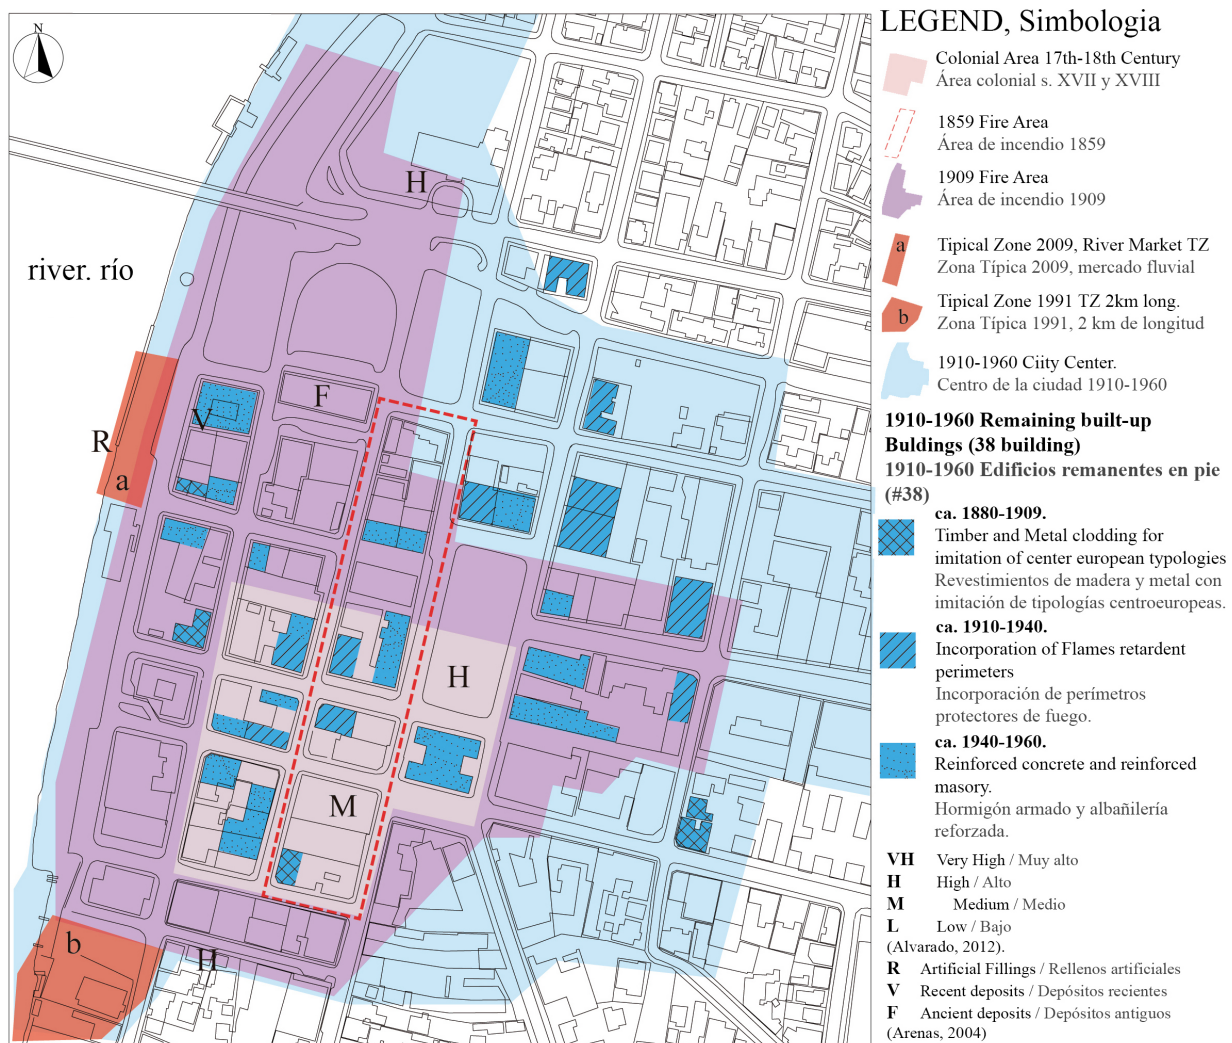 N
river. río
H
F
V
R
a
H
M
b
H
LEGEND, Simbologia
Colonial Area 17th-18th Century
Área colonial s. XVII y XVIII
1859 Fire Area
Área de incendio 1859
1909 Fire Area
Área de incendio 1909
a
Tipical Zone 2009, River Market TZ
Zona Típica 2009, mercado fluvial
b
Tipical Zone 1991 TZ 2km long.
Zona Típica 1991, 2 km de longitud
1910-1960 Ciity Center.
Centro de la ciudad 1910-1960
1910-1960 Remaining built-up
Buldings (38 building)
1910-1960 Edificios remanentes en pie
(#38)
ca. 1880-1909.
Timber and Metal clodding for
imitation of center european typologies
Revestimientos de madera y metal con
imitación de tipologías centroeuropeas.
ca. 1910-1940.
Incorporation of Flames retardent
perimeters
Incorporación de perímetros
protectores de fuego.
ca. 1940-1960.
Reinforced concrete and reinforced
masory.
Hormigón armado y albañilería
reforzada.
VH Very High / Muy alto
H High / Alto
M Medium / Medio
L Low / Bajo
(Alvarado, 2012).
R Artificial Fillings / Rellenos artificiales
V Recent deposits / Depósitos recientes
F Ancient deposits / Depósitos antiguos
(Arenas, 2004)